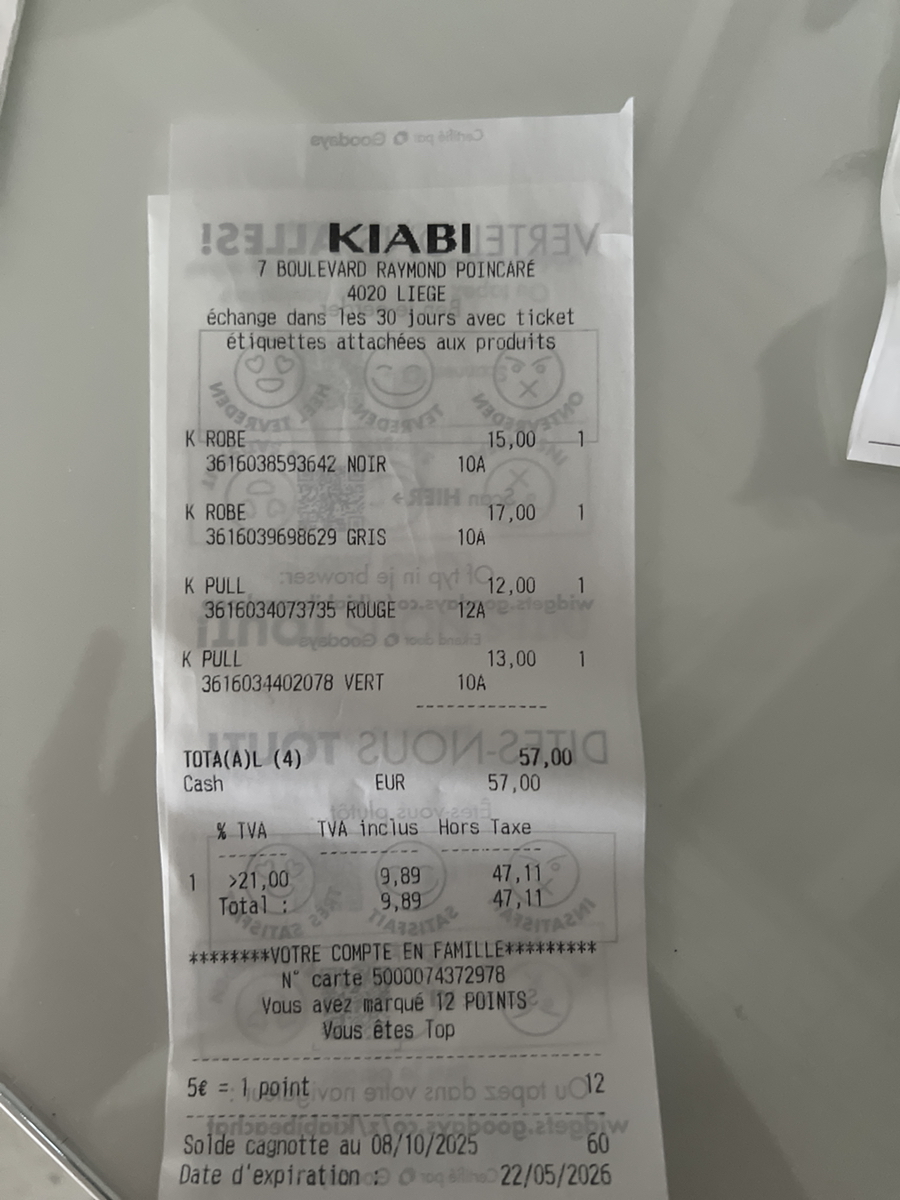 KIABI
7 BOULEVARD RAYMOND POINCARÉ
4020 LIEGE
échange dans les 30 jours avec ticket
étiquettes attachées aux produits
K ROBE 15,00 1
3616038593642 NOIR 10A
K ROBE 17,00 1
3616039698629 GRIS 10A
K PULL 12,00 1
3616034073735 ROUGE 12A
K PULL 13,00 1
3616034402078 VERT 10A
------------
TOTA(A)L (4) 57,00
Cash EUR 57,00
% TVA TVA inclus Hors Taxe
------ --------- ---------
1 >21,00 9,89 47,11
Total : 9,89 47,11
********VOTRE COMPTE EN FAMILLE*********
N° carte 5000074372978
Vous avez marqué 12 POINTS
Vous êtes Top
----------------------------------------
5€ = 1 point 12
----------------------------------------
Solde cagnotte au 08/10/2025 60
Date d'expiration : 22/05/2026